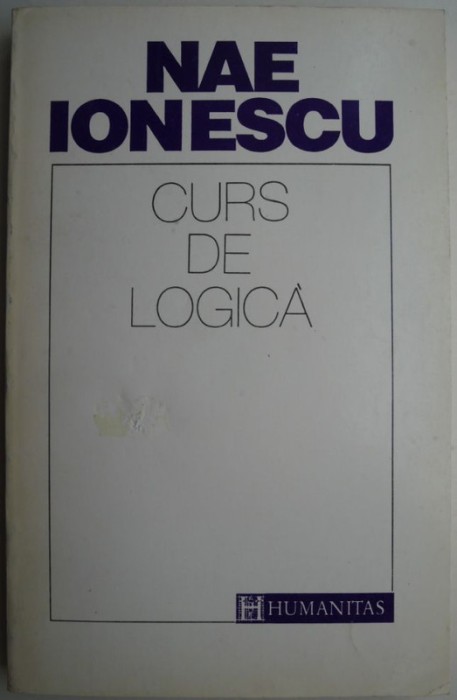 NAE
IONESCU
CURS
DE
LOGICĂ
H HUMANITAS